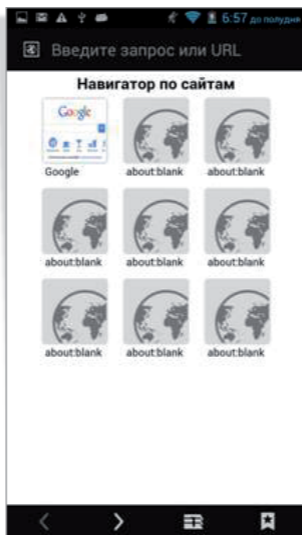 6:57 до полудня
Введите запрос или URL
Навигатор по сайтам
Google
Google about:blank about:blank
about:blank about:blank about:blank
about:blank about:blank about:blank